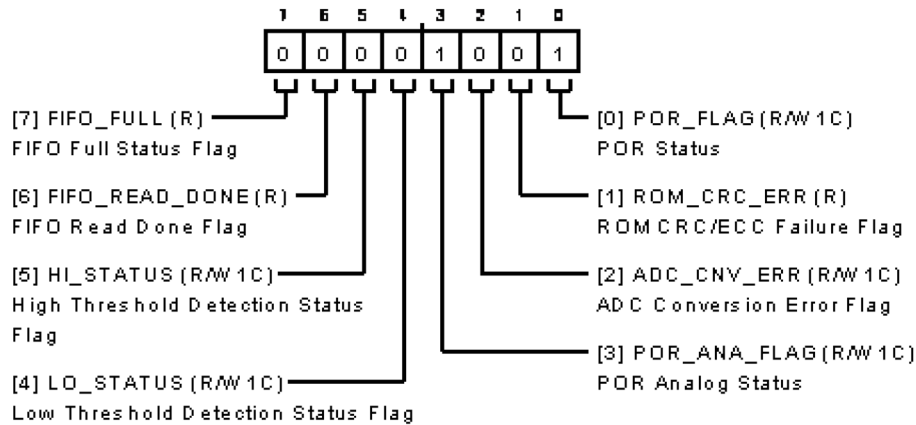 7 6 5 4 3 2 1 0
0 0 0 0 1 0 0 1
[7] FIFO_FULL (R)
FIFO Full Status Flag
[6] FIFO_READ_DONE (R)
FIFO Read Done Flag
[5] HI_STATUS (R/W1C)
High Threshold Detection Status
Flag
[4] LO_STATUS (R/W1C)
Low Threshold Detection Status Flag
[0] POR_FLAG (R/W1C)
POR Status
[1] ROM_CRC_ERR (R)
ROM CRC/ECC Failure Flag
[2] ADC_CNV_ERR (R/W1C)
ADC Conversion Error Flag
[3] POR_ANA_FLAG (R/W1C)
POR Analog Status